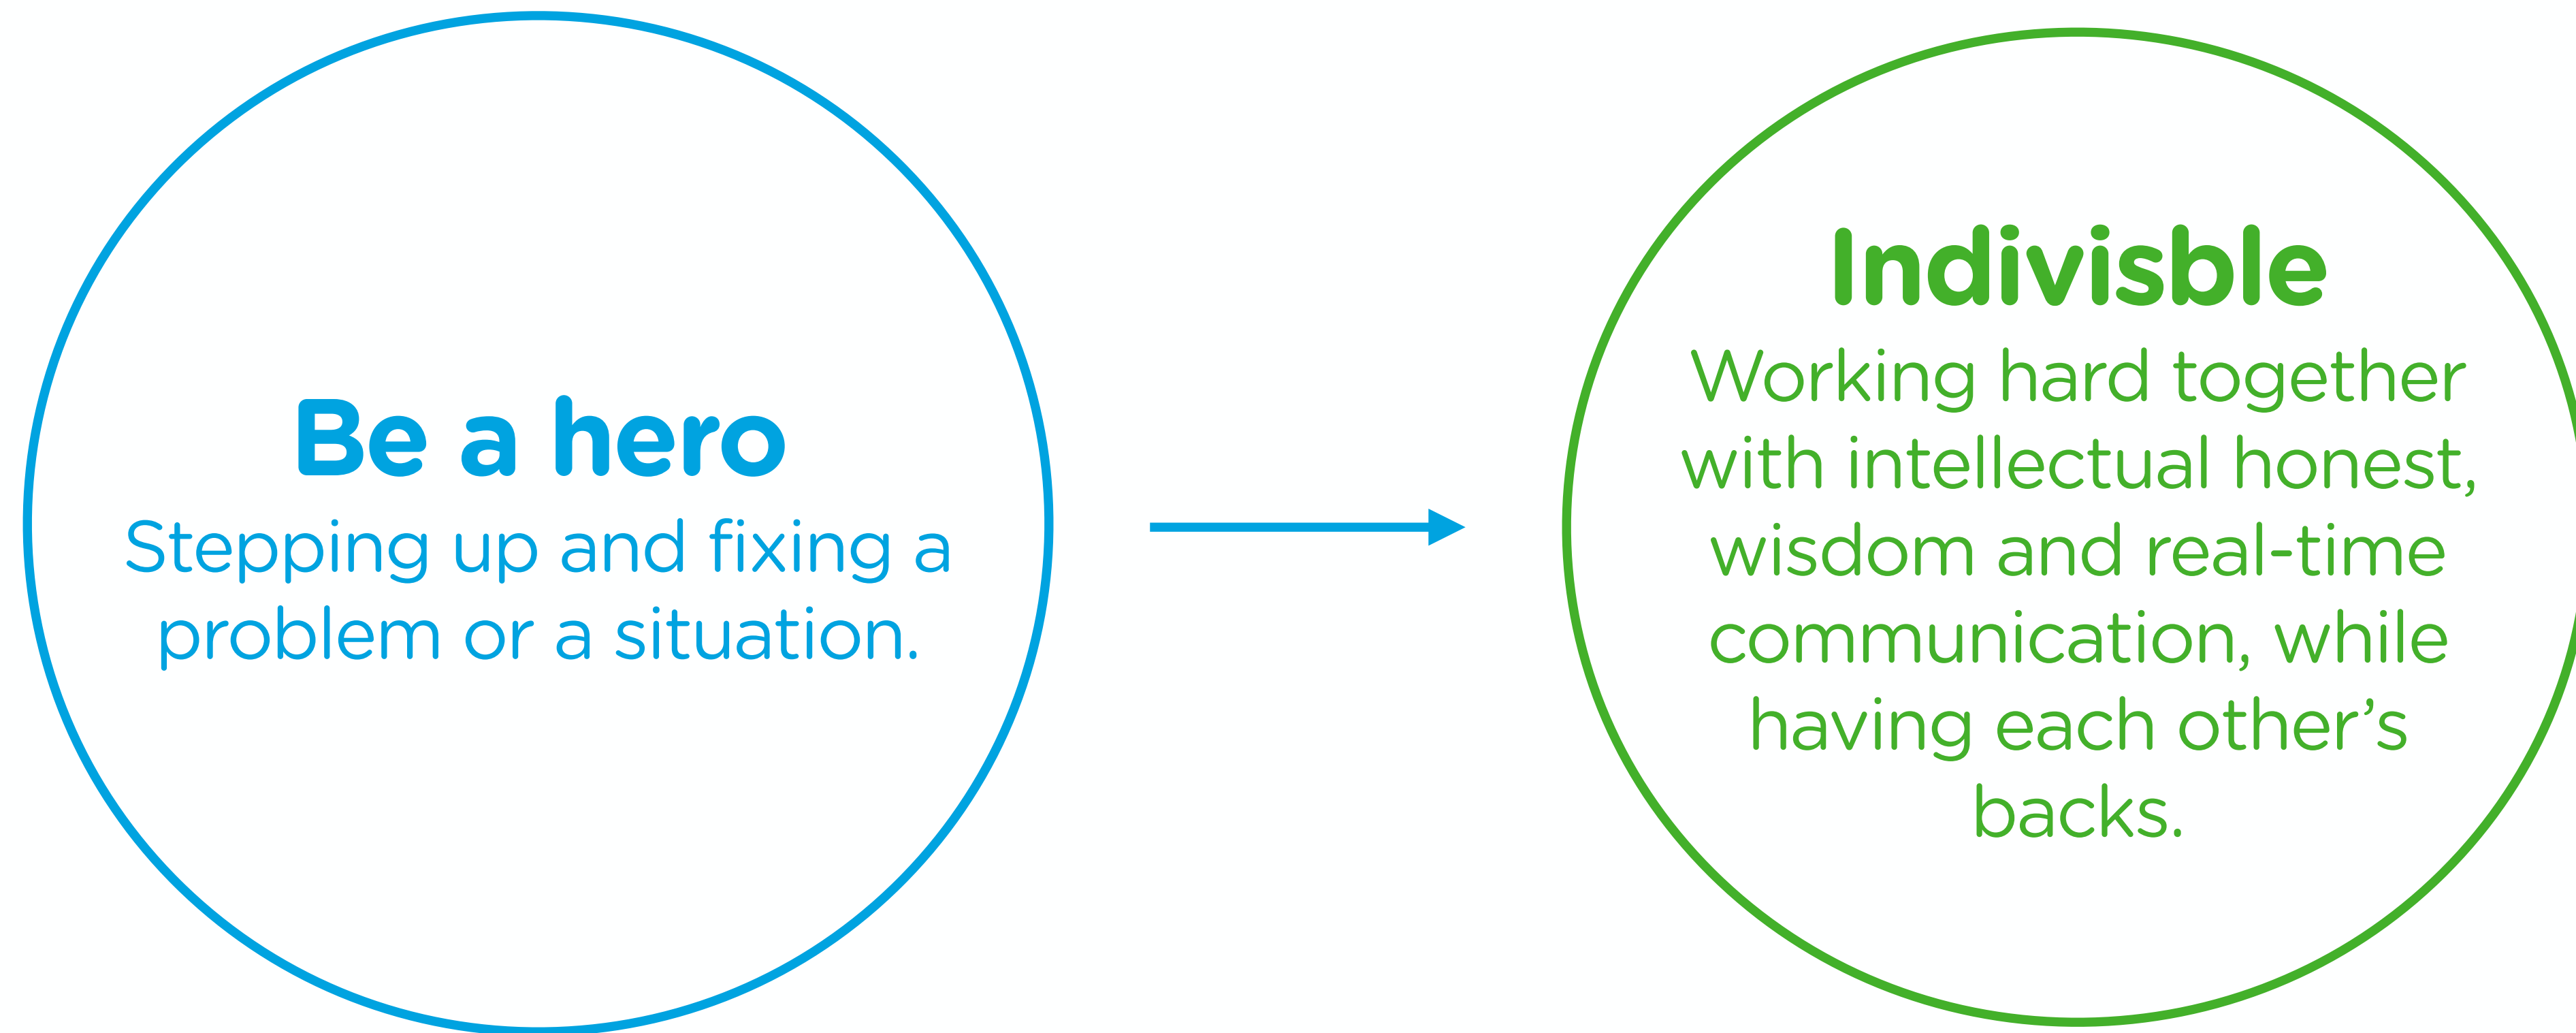 Be a hero
Stepping up and fixing a
problem or a situation.
Indivisble
Working hard together
with intellectual honest,
wisdom and real-time
communication, while
having each other’s
backs.